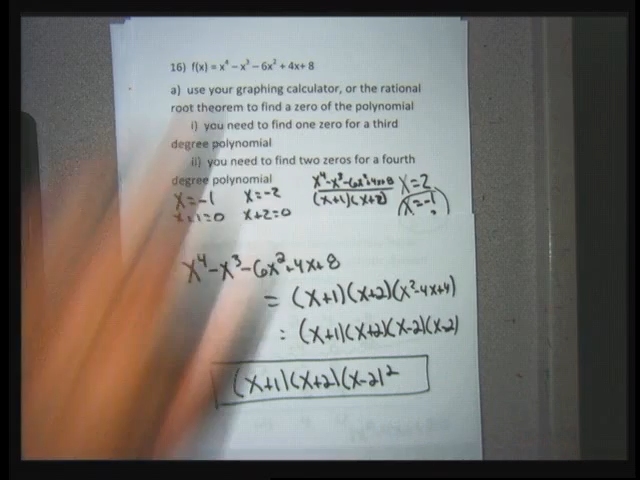 16) f(x) = x⁴ – x³ – 6x² + 4x+ 8
a) use your graphing calculator, or the rational
root theorem to find a zero of the polynomial
i) you need to find one zero for a third
degree polynomial
ii) you need to find two zeros for a fourth
degree polynomial
x=-1 x=-2
x+1=0 x+2=0
x⁴-x³-6x²+4x+8
(x+1)(x+2)
x=2
x=-1
x⁴-x³-6x²+4x+8
= (x+1)(x+2)(x²-4x+4)
= (x+1)(x+2)(x-2)(x-2)
(x+1)(x+2)(x-2)²